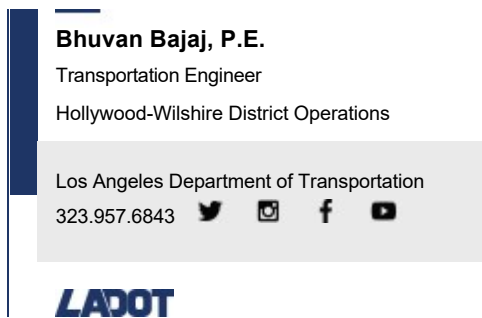 Bhuvan Bajaj, P.E.
Transportation Engineer
Hollywood-Wilshire District Operations
Los Angeles Department of Transportation
323.957.6843
LADOT